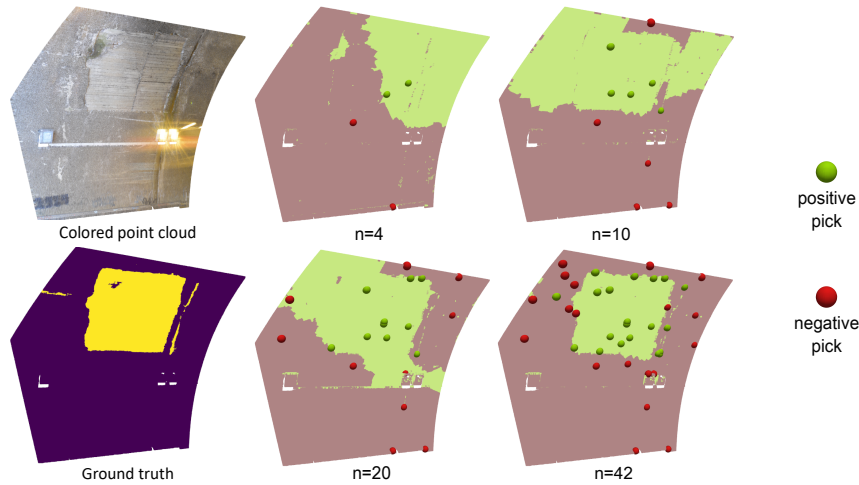 Colored point cloud
n=4
n=10
positive
pick
negative
pick
Ground truth
n=20
n=42